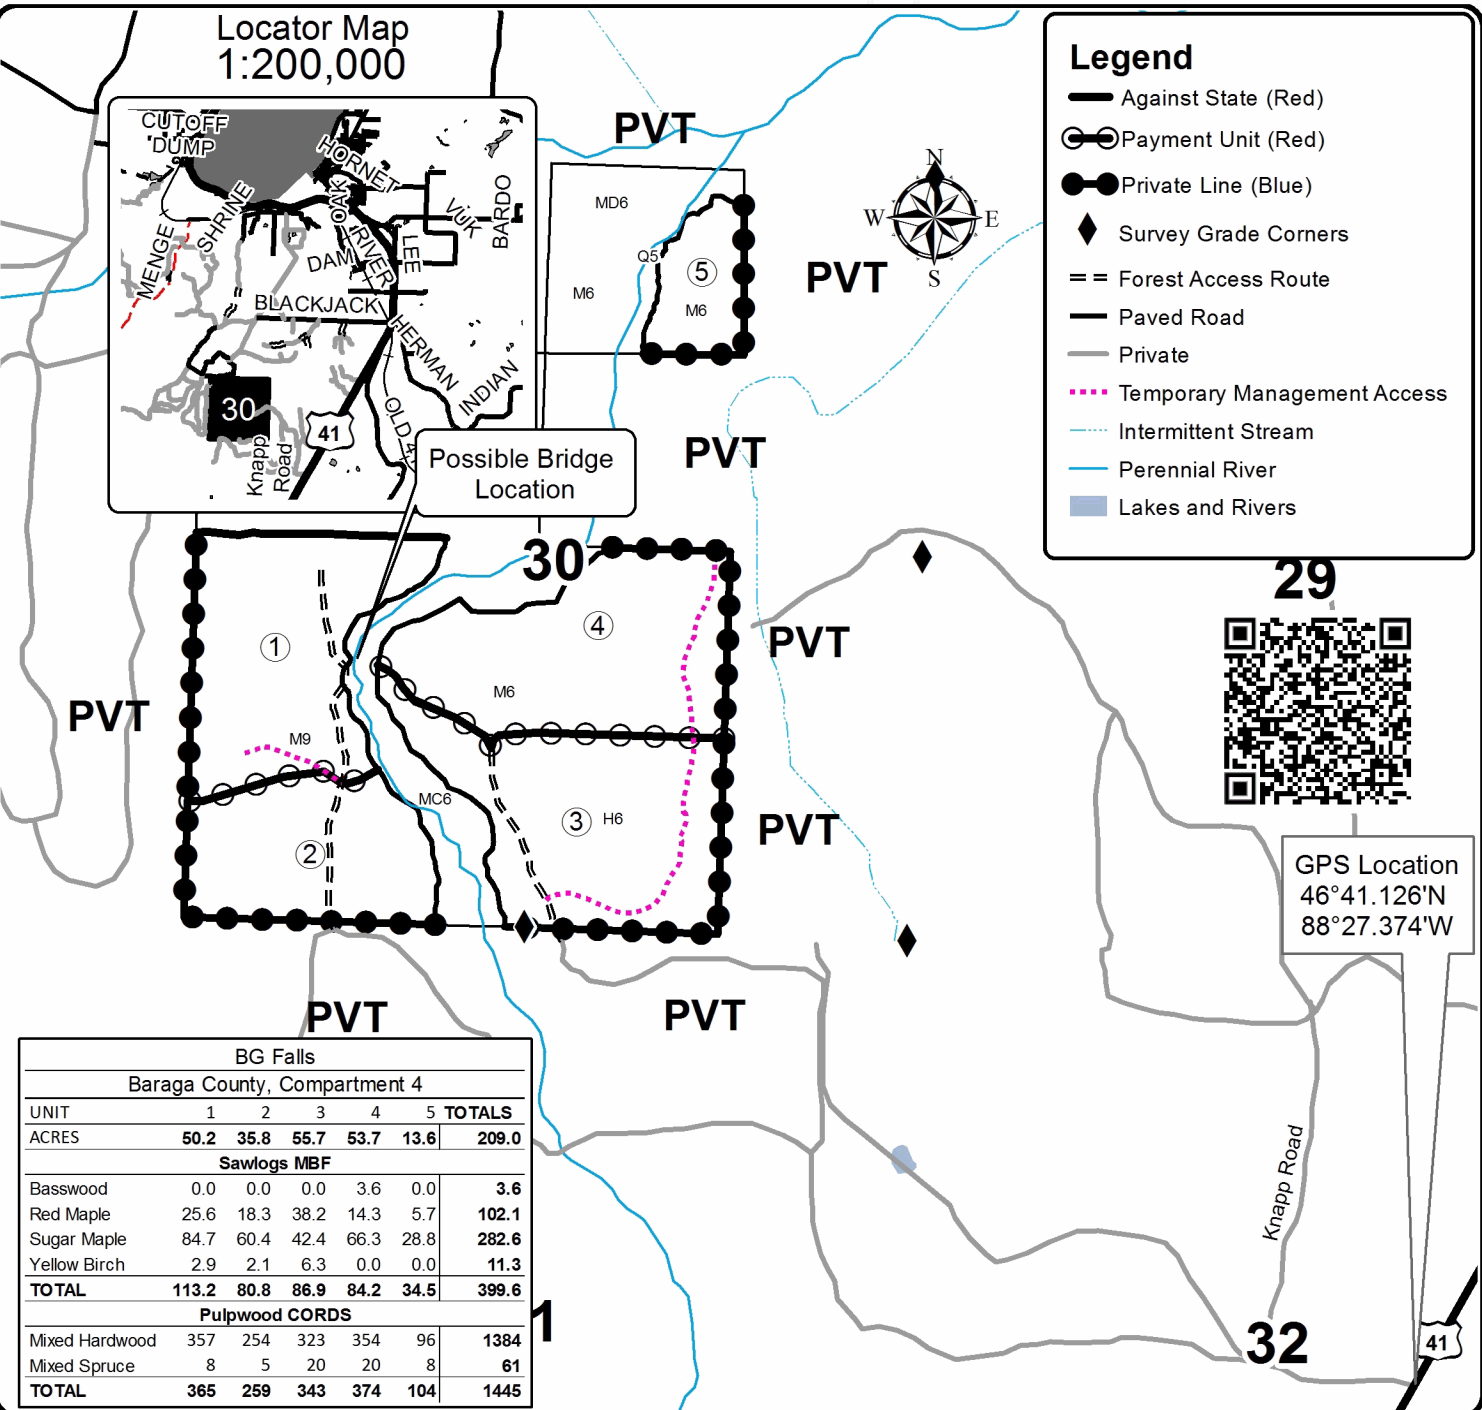 Locator Map
1:200,000
CUTOFF
DUMP
HORNET
SHRINE
OAK
VUK
BARDO
MENGE
DAM
RIVER
LEE
BLACKJACK
HERMAN
INDIAN
30
41
OLD 4
Knapp
Road
Possible Bridge
Location
Legend
Against State (Red)
Payment Unit (Red)
Private Line (Blue)
Survey Grade Corners
Forest Access Route
Paved Road
Private
Temporary Management Access
Intermittent Stream
Perennial River
Lakes and Rivers
N
W E
S
PVT
MD6
Q5
5
M6
M6
PVT
PVT
30
29
1
4
PVT
M6
PVT
M9
MC6
3 H6
PVT
2
GPS Location
46°41.126'N
88°27.374'W
PVT
PVT
Knapp Road
1
32
41
BG Falls
Baraga County, Compartment 4
UNIT 1 2 3 4 5 TOTALS
ACRES 50.2 35.8 55.7 53.7 13.6 209.0
Sawlogs MBF
Basswood 0.0 0.0 0.0 3.6 0.0 3.6
Red Maple 25.6 18.3 38.2 14.3 5.7 102.1
Sugar Maple 84.7 60.4 42.4 66.3 28.8 282.6
Yellow Birch 2.9 2.1 6.3 0.0 0.0 11.3
TOTAL 113.2 80.8 86.9 84.2 34.5 399.6
Pulpwood CORDS
Mixed Hardwood 357 254 323 354 96 1384
Mixed Spruce 8 5 20 20 8 61
TOTAL 365 259 343 374 104 1445